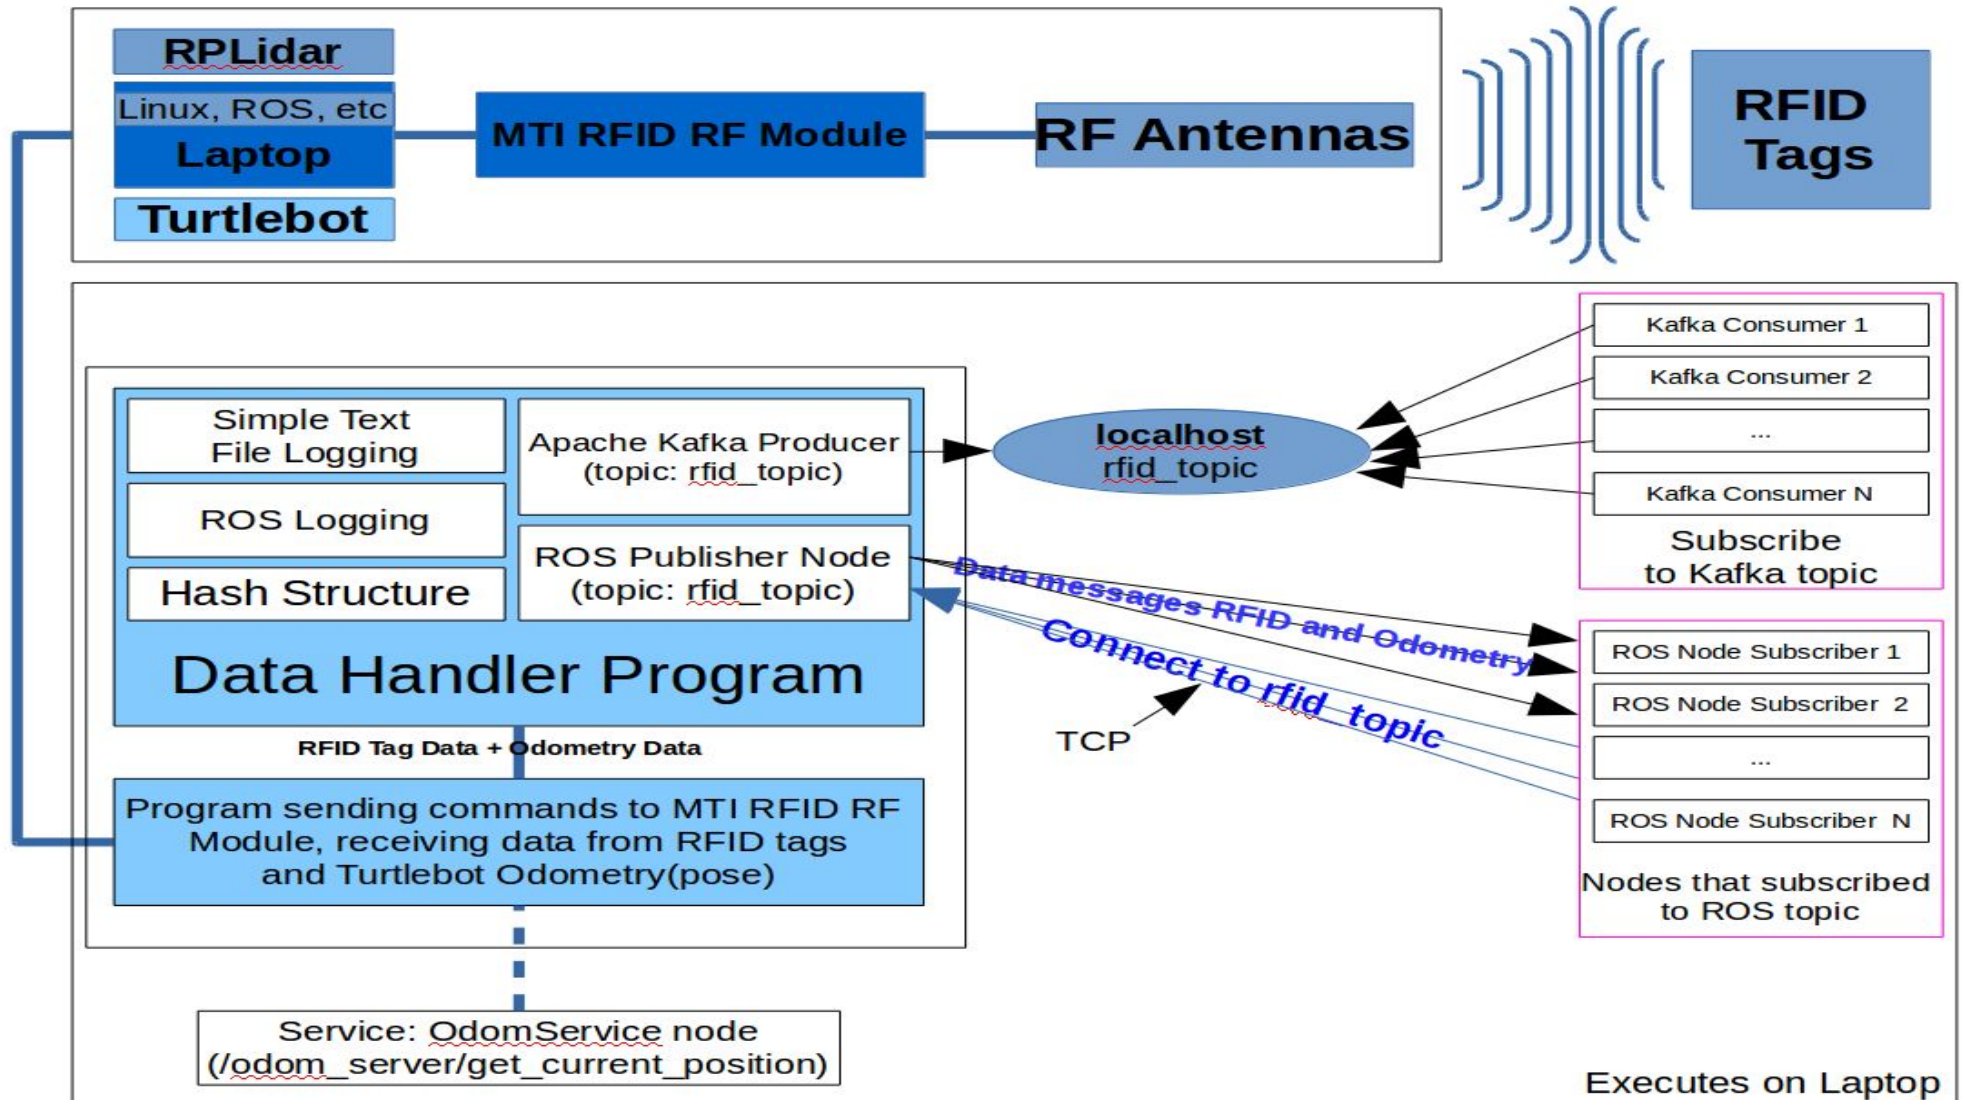 RPLidar
Linux, ROS, etc
Laptop
Turtlebot
MTI RFID RF Module
RF Antennas
RFID
Tags
Simple Text
File Logging
ROS Logging
Hash Structure
Apache Kafka Producer
(topic: rfid_topic)
ROS Publisher Node
(topic: rfid_topic)
Data Handler Program
RFID Tag Data + Odometry Data
Program sending commands to MTI RFID RF
Module, receiving data from RFID tags
and Turtlebot Odometry(pose)
Service: OdomService node
(/odom_server/get_current_position)
localhost
rfid_topic
Data messages RFID and Odometry
Connect to rfid_topic
TCP
Kafka Consumer 1
Kafka Consumer 2
...
Kafka Consumer N
Subscribe
to Kafka topic
ROS Node Subscriber 1
ROS Node Subscriber 2
...
ROS Node Subscriber N
Nodes that subscribed
to ROS topic
Executes on Laptop